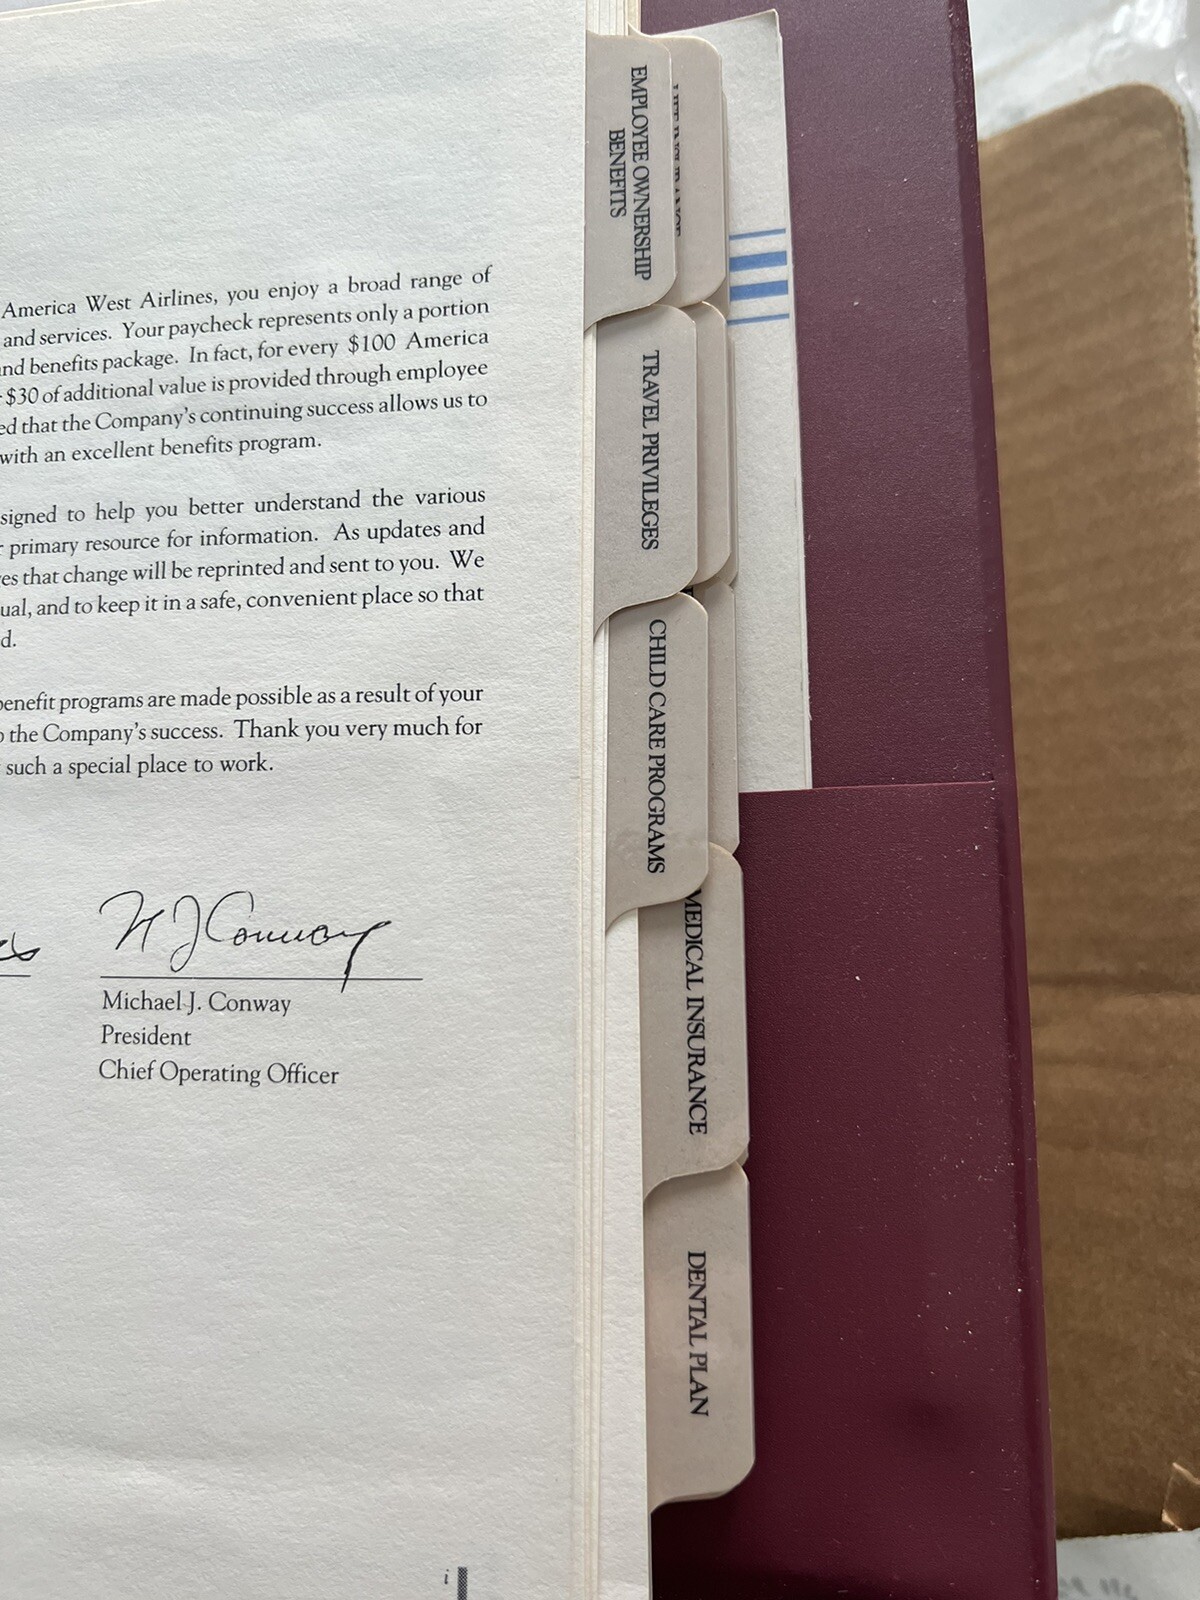 America West Airlines, you enjoy a broad range of
and services. Your paycheck represents only a portion
and benefits package. In fact, for every $100 America
$30 of additional value is provided through employee
ed that the Company's continuing success allows us to
with an excellent benefits program.
signed to help you better understand the various
primary resource for information. As updates and
es that change will be reprinted and sent to you. We
ual, and to keep it in a safe, convenient place so that
d.
benefit programs are made possible as a result of your
the Company's success. Thank you very much for
such a special place to work.
M J Conway
Michael J. Conway
President
Chief Operating Officer
i
EMPLOYEE OWNERSHIP
BENEFITS
LIFE INSURANCE
TRAVEL PRIVILEGES
CHILD CARE PROGRAMS
MEDICAL INSURANCE
DENTAL PLAN